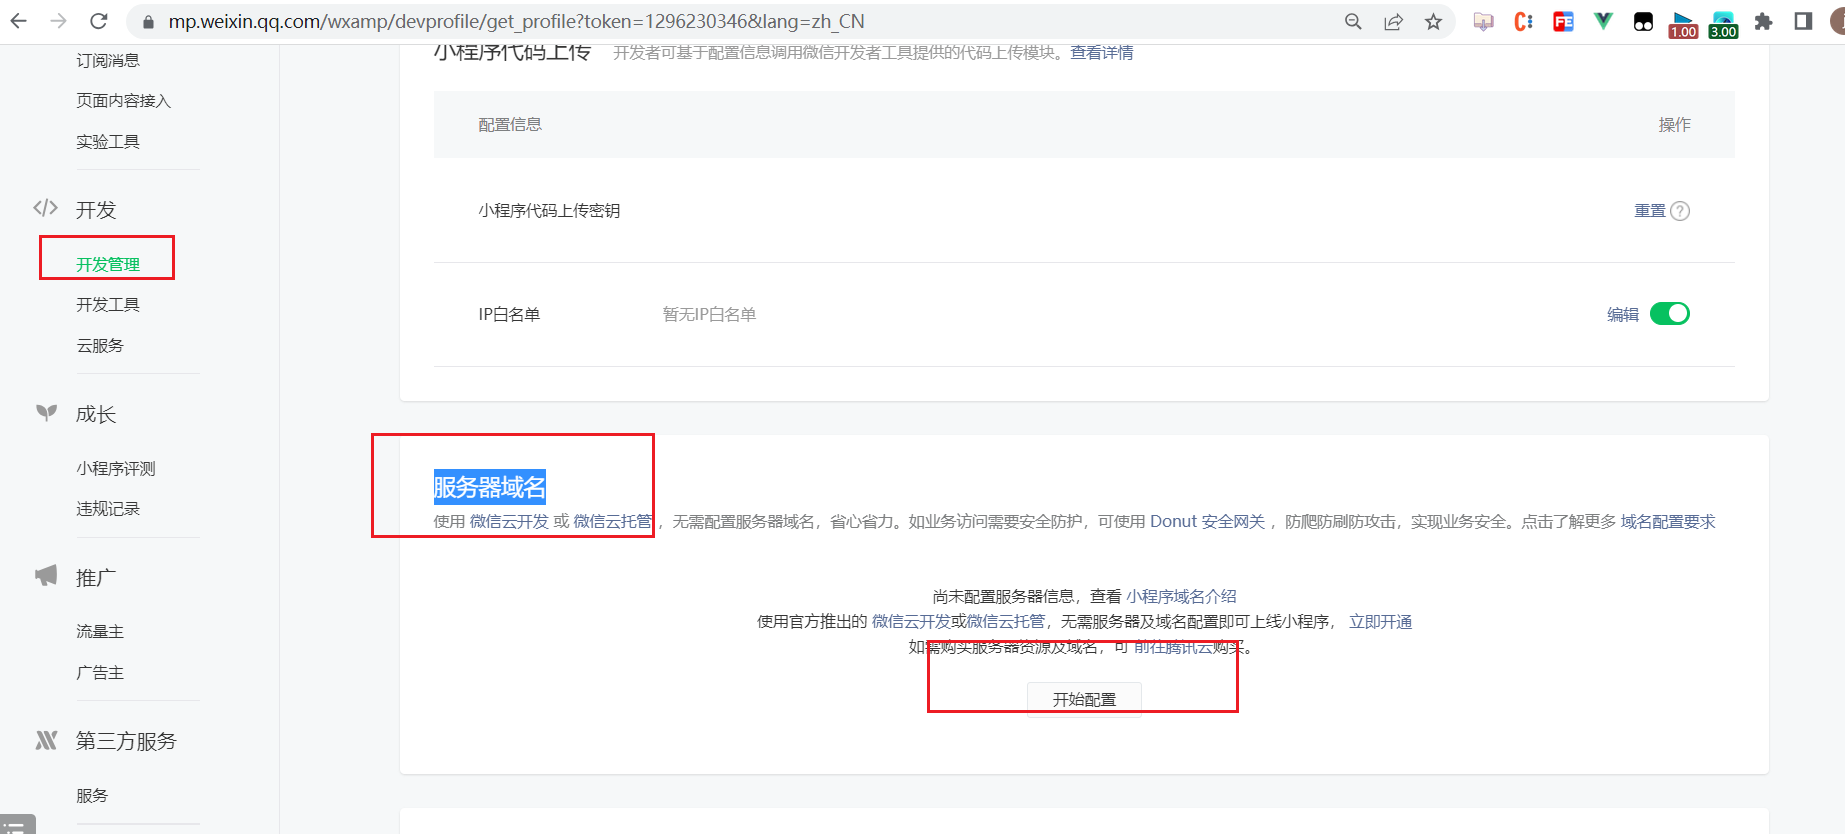 mp.weixin.qq.com/wxamp/devprofile/get_profile?token=1296230346&lang=zh_CN
1.00
3.00
订阅消息
页面内容接入
实验工具
开发
开发管理
开发工具
云服务
成长
小程序评测
违规记录
推广
流量主
广告主
第三方服务
服务
小程序代码上传 开发者可基于配置信息调用微信开发者工具提供的代码上传模块。查看详情
配置信息 操作
小程序代码上传密钥 重置 ?
IP白名单 暂无IP白名单 编辑
服务器域名
使用 微信云开发 或 微信云托管 ，无需配置服务器域名，省心省力。如业务访问需要安全防护，可使用 Donut 安全网关 ，防爬防刷防攻击，实现业务安全。点击了解更多 域名配置要求
尚未配置服务器信息，查看 小程序域名介绍
使用官方推出的 微信云开发或微信云托管，无需服务器及域名配置即可上线小程序， 立即开通
如需购买服务器资源及域名，可 前往腾讯云购买。
开始配置